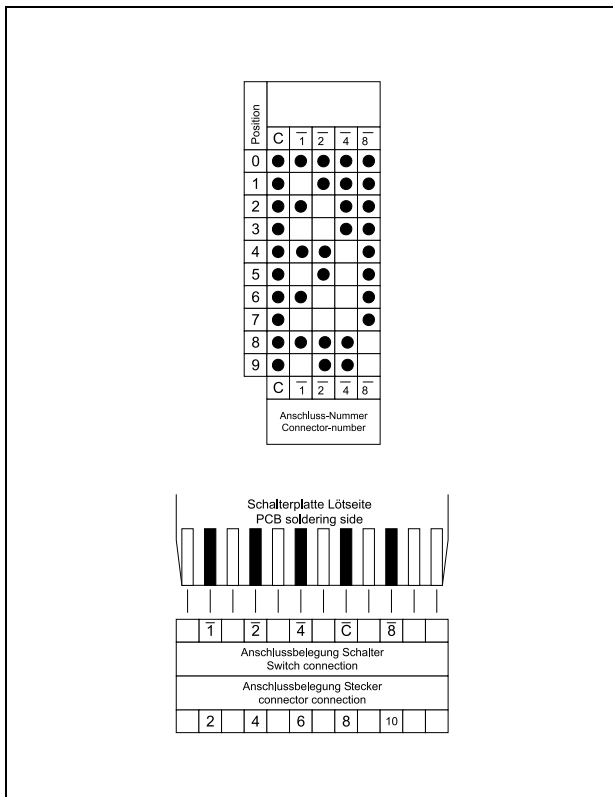 Position
C 1̅ 2̅ 4̅ 8̅
0 ● ● ● ● ●
1 ● ● ● ●
2 ● ● ● ●
3 ● ● ●
4 ● ● ● ●
5 ● ● ●
6 ● ● ●
7 ● ●
8 ● ● ● ●
9 ● ● ●
C 1̅ 2̅ 4̅ 8̅
Anschluss-Nummer
Connector-number
Schalterplatte Lötseite
PCB soldering side
1̅ 2̅ 4̅ C̅ 8̅
Anschlussbelegung Schalter
Switch connection
Anschlussbelegung Stecker
connector connection
2 4 6 8 10